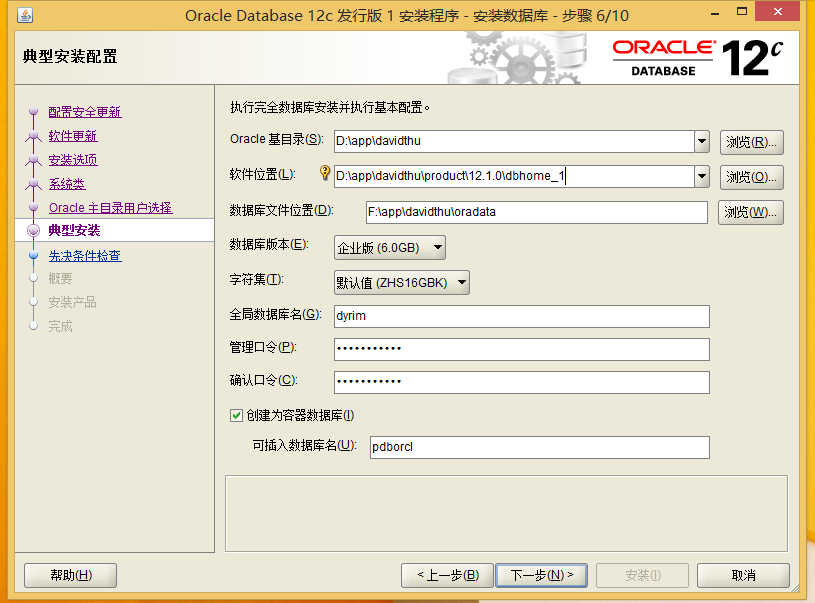 Oracle Database 12c 发行版 1 安装程序 - 安装数据库 - 步骤 6/10
典型安装配置
ORACLE®
DATABASE
12c
配置安全更新
软件更新
安装选项
系统类
Oracle 主目录用户选择
典型安装
先决条件检查
概要
安装产品
完成
执行完全数据库安装并执行基本配置。
Oracle 基目录(S): D:\app\davidthu 浏览(R)...
软件位置(L): D:\app\davidthu\product\12.1.0\dbhome_1 浏览(O)...
数据库文件位置(D): F:\app\davidthu\oradata 浏览(W)...
数据库版本(E): 企业版 (6.0GB)
字符集(T): 默认值 (ZHS16GBK)
全局数据库名(G): dyrim
管理口令(P): •••••••••••
确认口令(C): •••••••••••
创建为容器数据库(I)
可插入数据库名(U): pdborcl
帮助(H) < 上一步(B) 下一步(N) > 安装(I) 取消